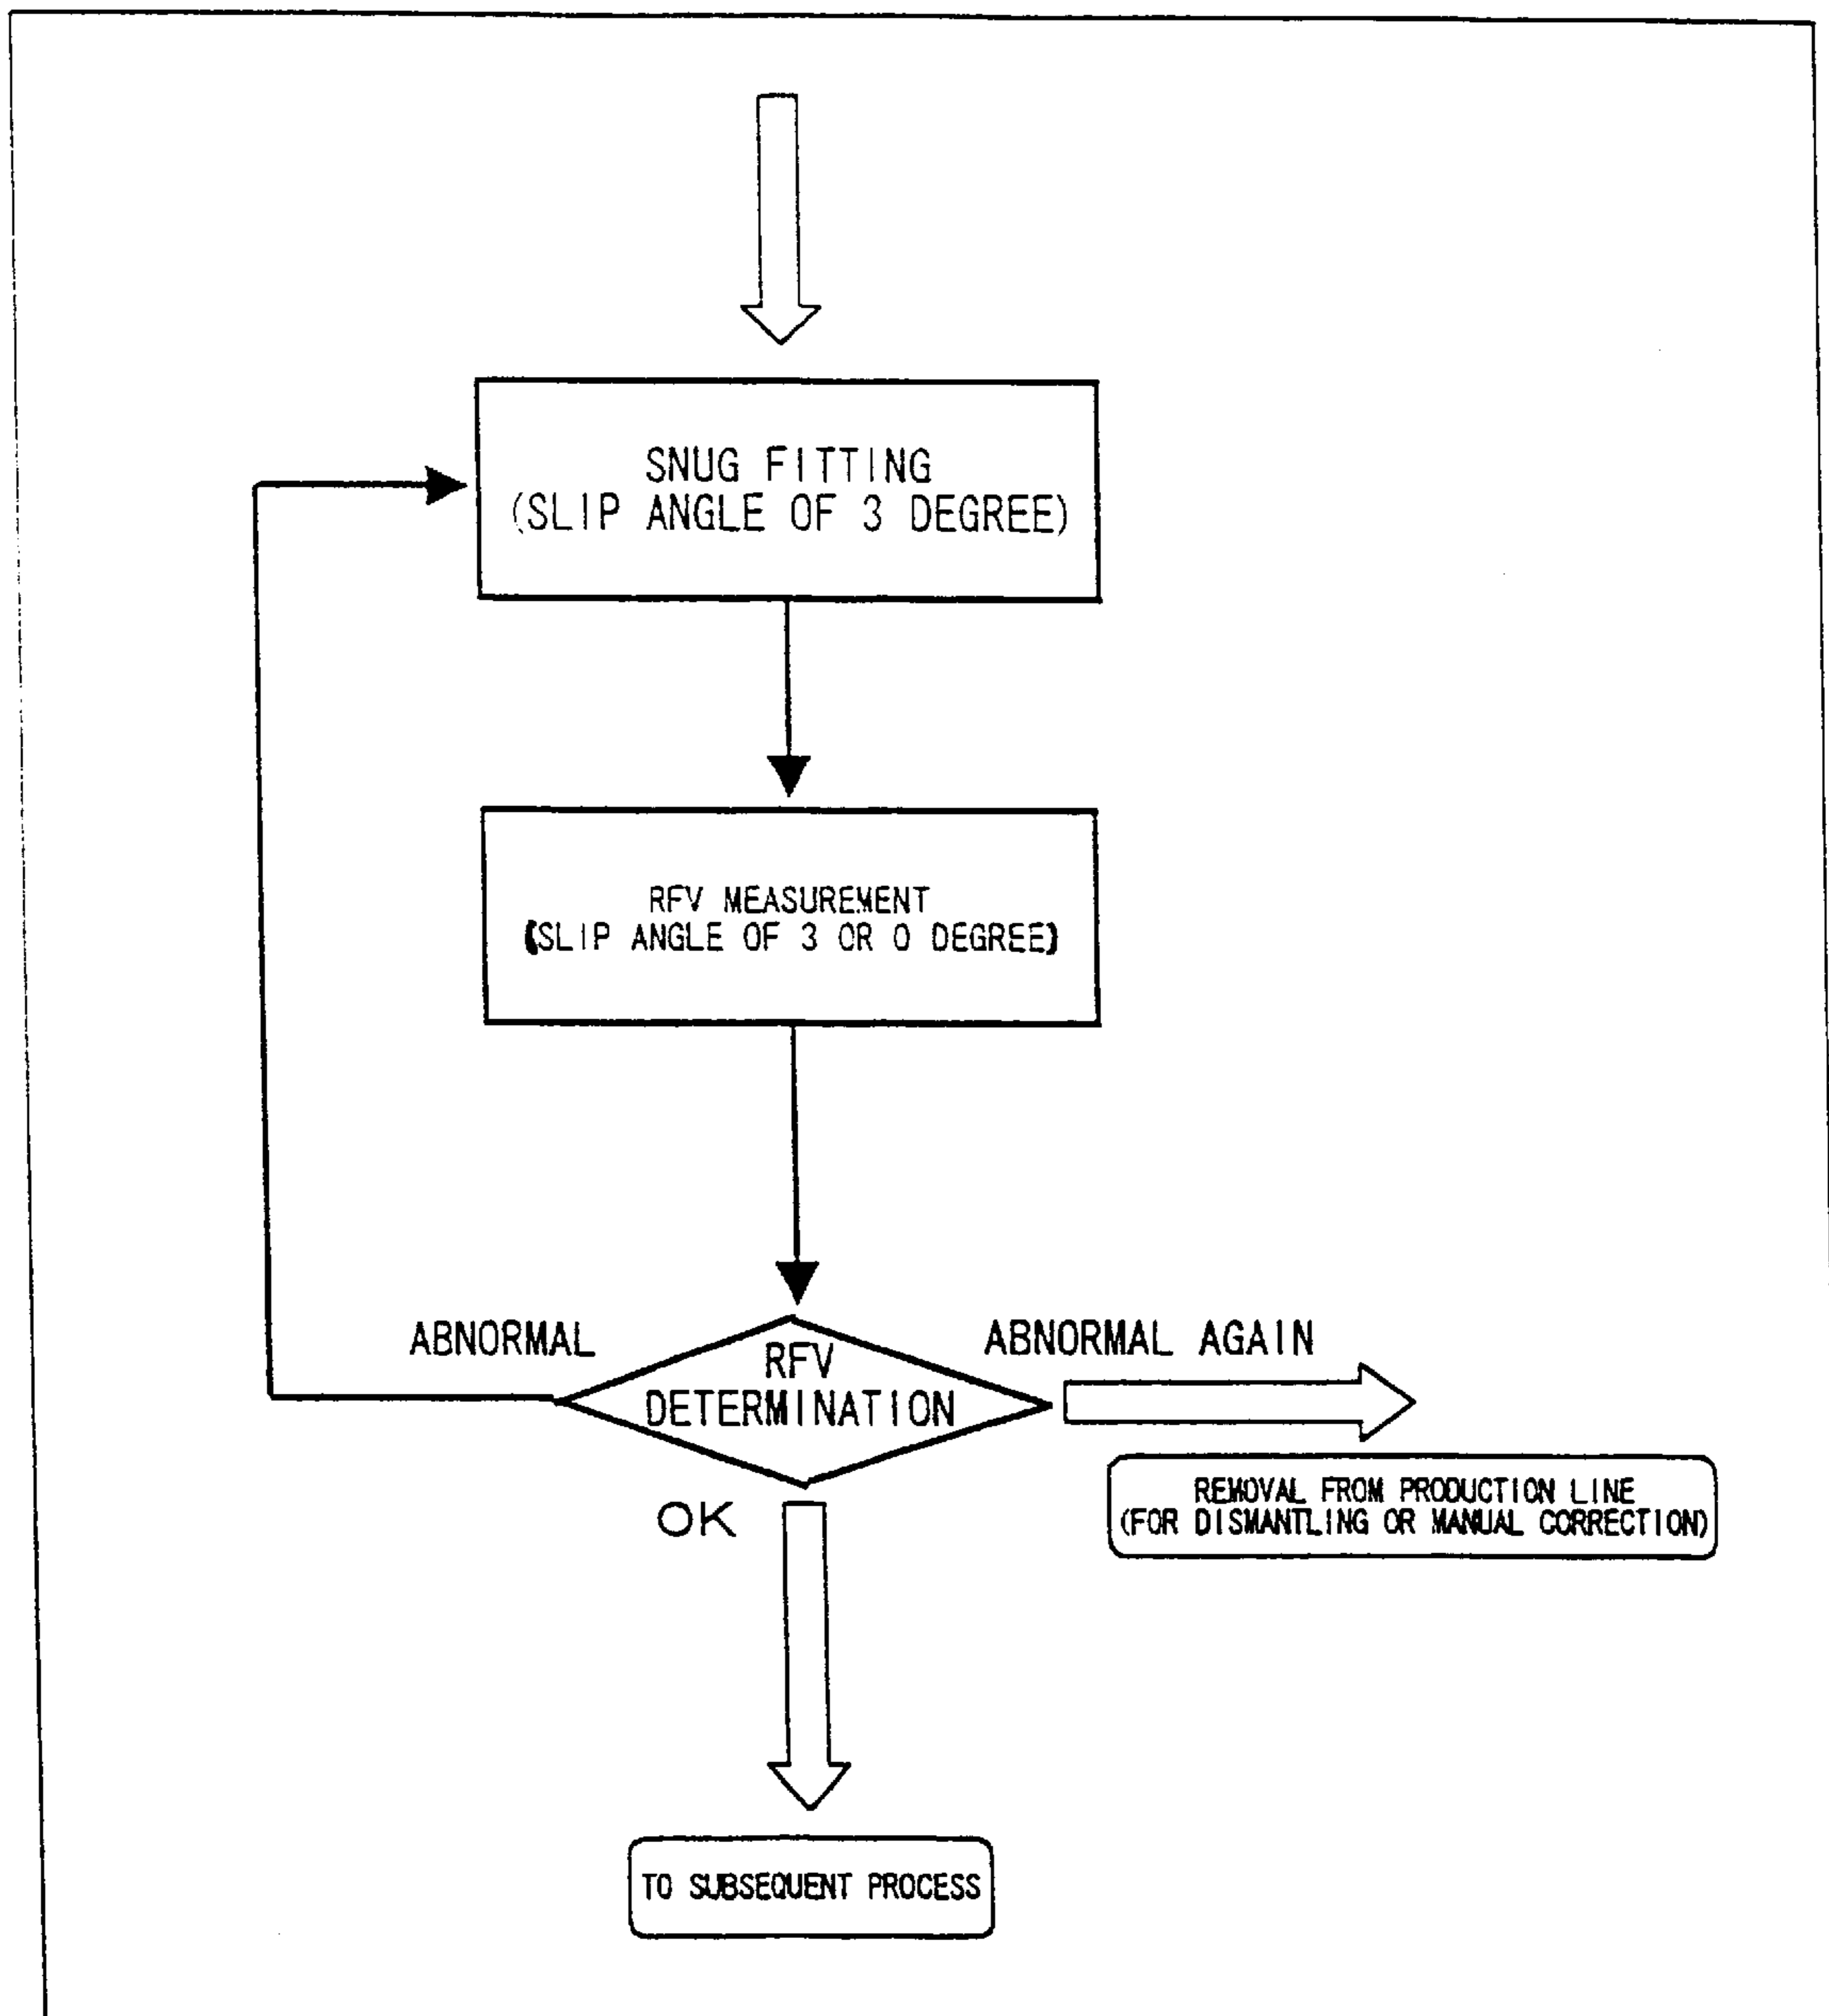 SNUG FITTING
(SLIP ANGLE OF 3 DEGREE)
RFV MEASUREMENT
(SLIP ANGLE OF 3 OR 0 DEGREE)
ABNORMAL
RFV
DETERMINATION
ABNORMAL AGAIN
REMOVAL FROM PRODUCTION LINE
(FOR DISMANTLING OR MANUAL CORRECTION)
OK
TO SUBSEQUENT PROCESS